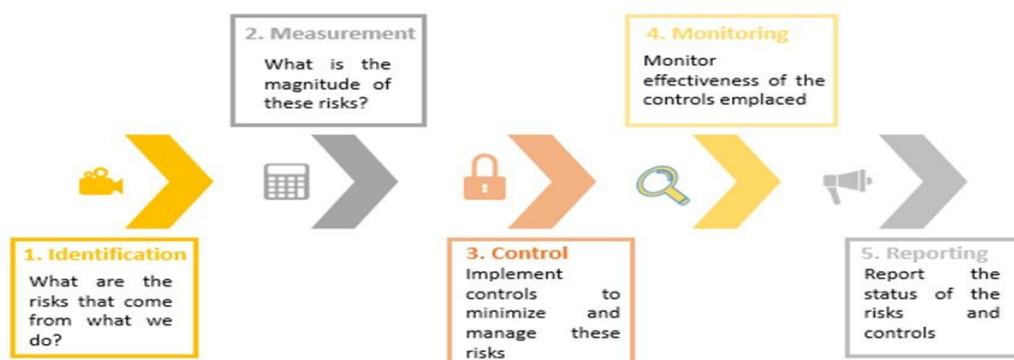 1. Identification
What are the
risks that come
from what we
do?
2. Measurement
What is the
magnitude of
these risks?
3. Control
Implement
controls to
minimize and
manage these
risks
4. Monitoring
Monitor
effectiveness of the
controls emplaced
5. Reporting
Report the
status of the
risks and
controls